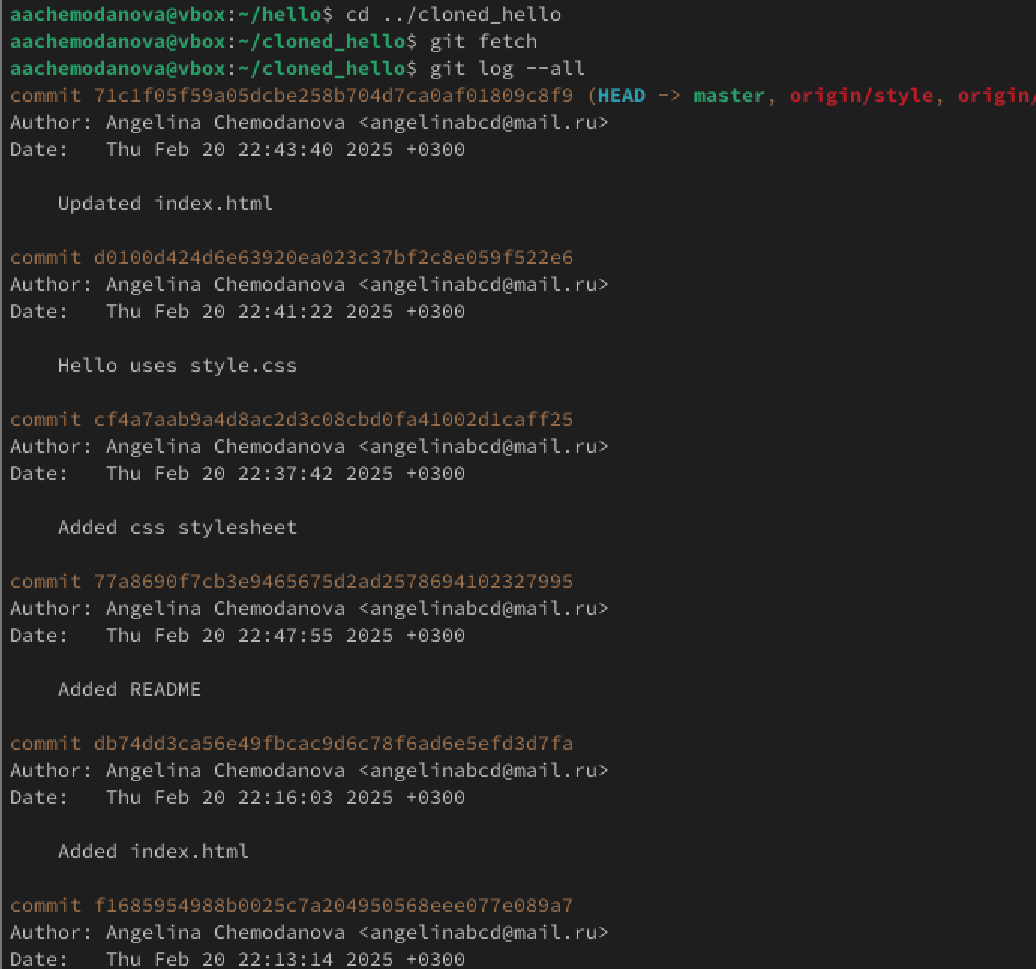 aachemodanova@vbox:~/hello$ cd ../cloned_hello
aachemodanova@vbox:~/cloned_hello$ git fetch
aachemodanova@vbox:~/cloned_hello$ git log --all
commit 71c1f05f59a05dcbe258b704d7ca0af01809c8f9 (HEAD -> master, origin/style, origin/
Author: Angelina Chemodanova <angelinabcd@mail.ru>
Date:   Thu Feb 20 22:43:40 2025 +0300
    Updated index.html
commit d0100d424d6e63920ea023c37bf2c8e059f522e6
Author: Angelina Chemodanova <angelinabcd@mail.ru>
Date:   Thu Feb 20 22:41:22 2025 +0300
    Hello uses style.css
commit cf4a7aab9a4d8ac2d3c08cbd0fa41002d1caff25
Author: Angelina Chemodanova <angelinabcd@mail.ru>
Date:   Thu Feb 20 22:37:42 2025 +0300
    Added css stylesheet
commit 77a8690f7cb3e9465675d2ad2578694102327995
Author: Angelina Chemodanova <angelinabcd@mail.ru>
Date:   Thu Feb 20 22:47:55 2025 +0300
    Added README
commit db74dd3ca56e49fbcac9d6c78f6ad6e5efd3d7fa
Author: Angelina Chemodanova <angelinabcd@mail.ru>
Date:   Thu Feb 20 22:16:03 2025 +0300
    Added index.html
commit f1685954988b0025c7a204950568eee077e089a7
Author: Angelina Chemodanova <angelinabcd@mail.ru>
Date:   Thu Feb 20 22:13:14 2025 +0300